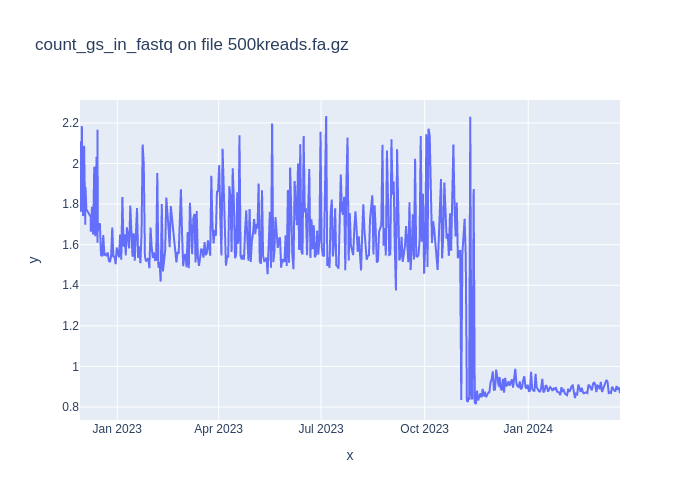 count_gs_in_fastq on file 500kreads.fa.gz
2.2
2
1.8
1.6
1.4
1.2
1
0.8
y
Jan 2023 Apr 2023 Jul 2023 Oct 2023 Jan 2024
x